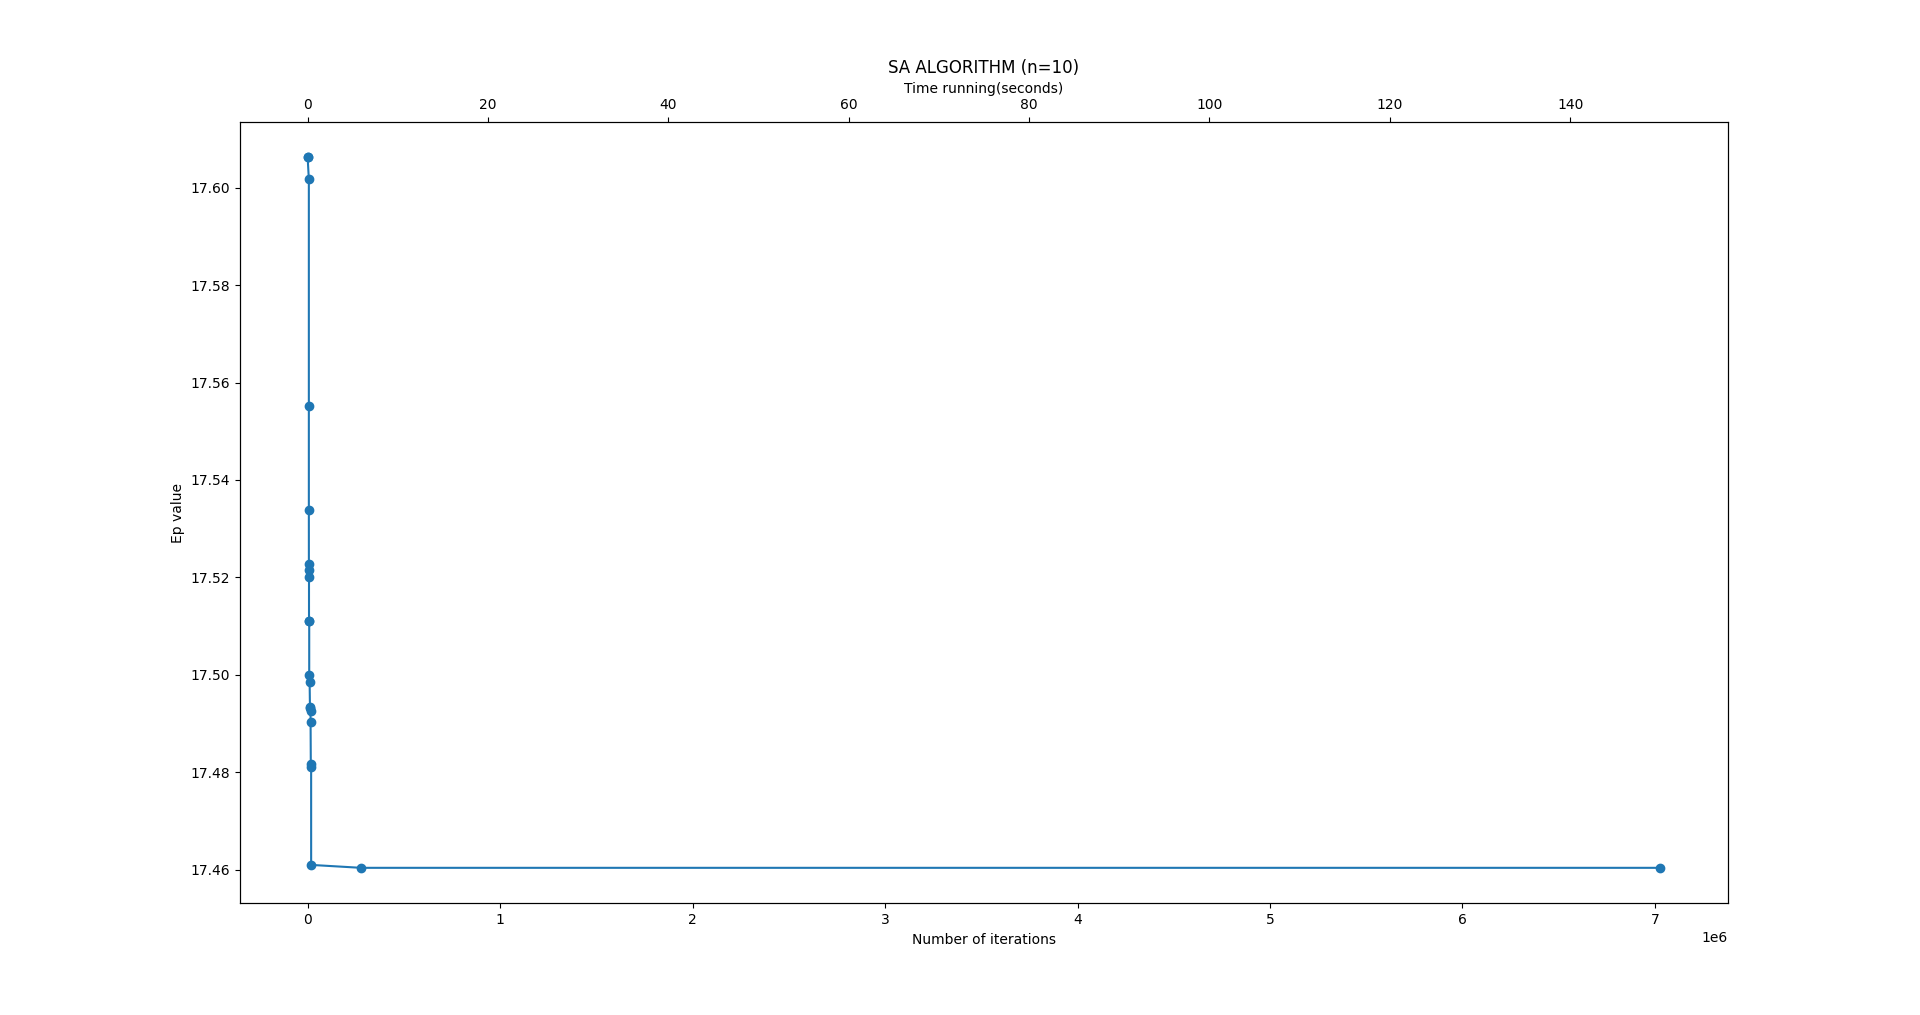 SA ALGORITHM (n=10)
Time running(seconds)
0 20 40 60 80 100 120 140
17.60
17.58
17.56
17.54
17.52
17.50
17.48
17.46
Ep value
0 1 2 3 4 5 6 7
1e6
Number of iterations